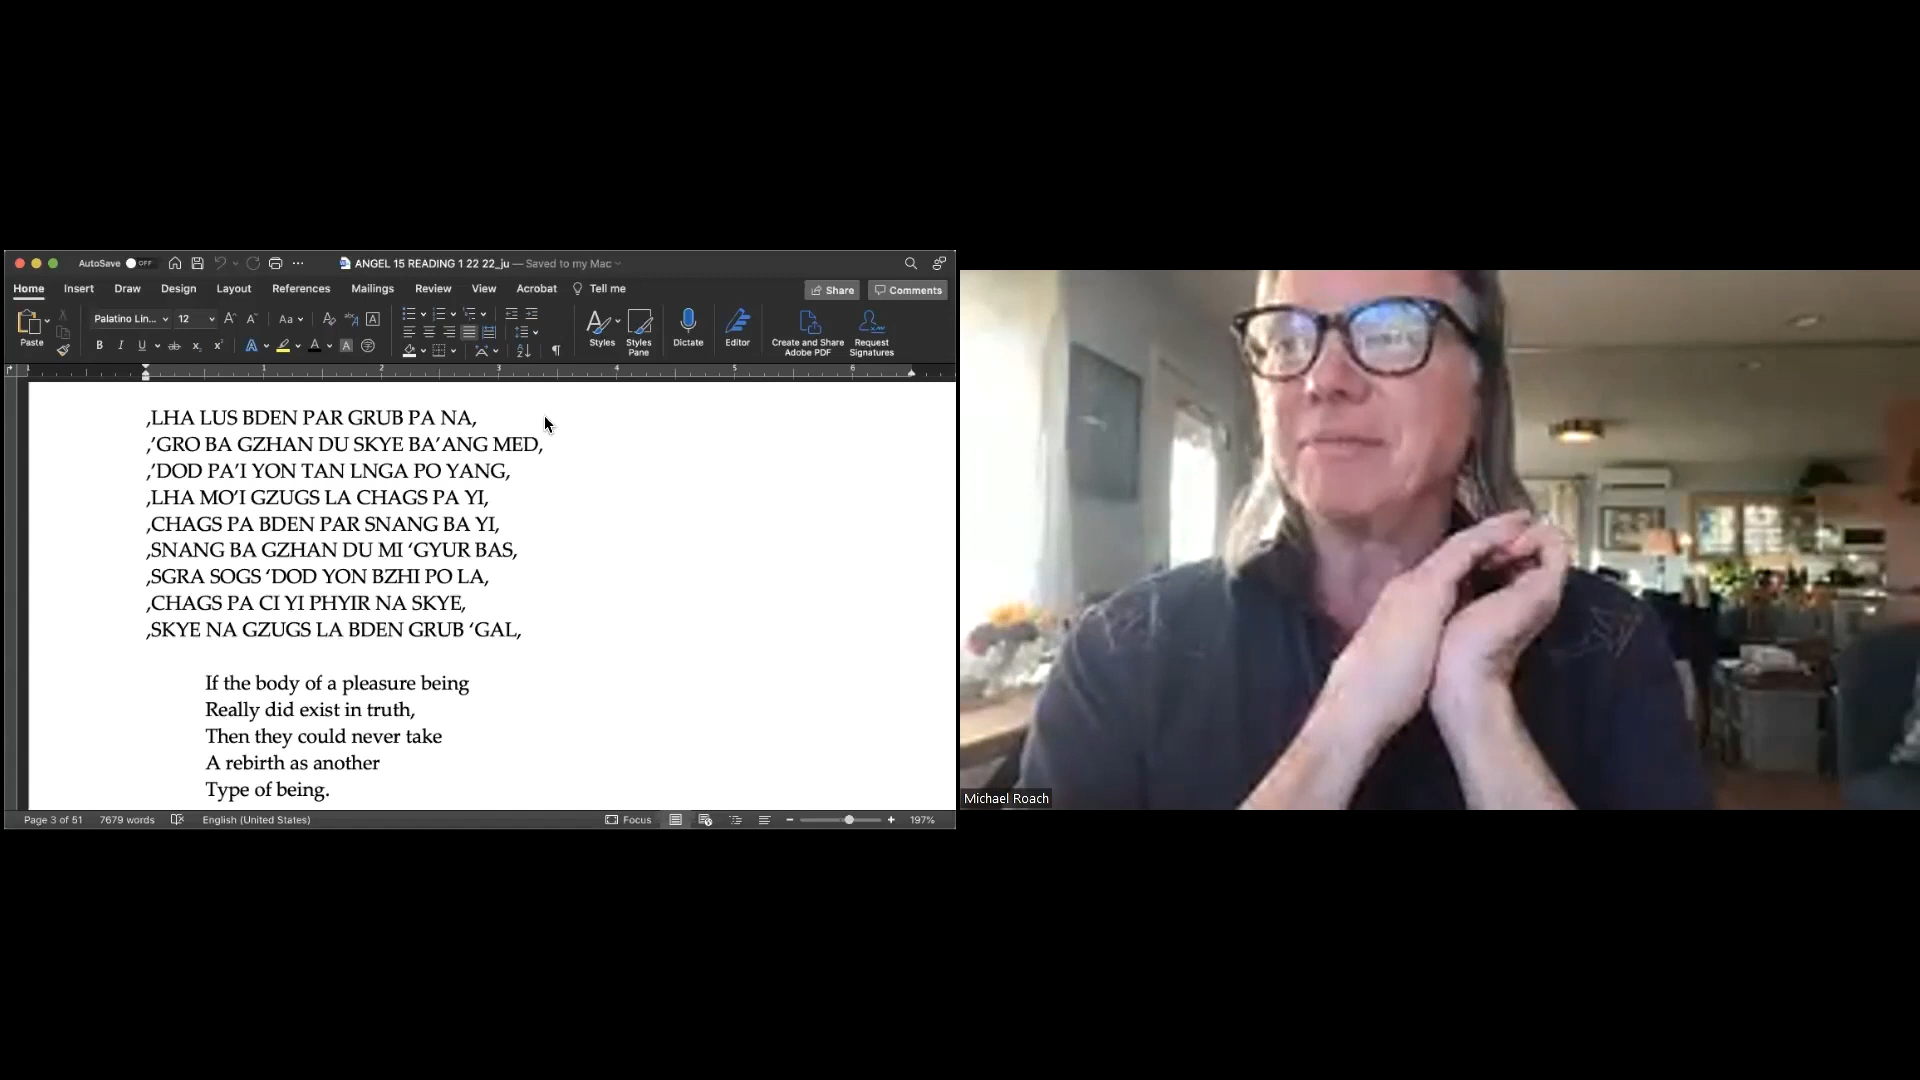 AutoSave OFF
ANGEL 15 READING 1 22 22_ju — Saved to my Mac
Home Insert Draw Design Layout References Mailings Review View Acrobat Tell me
Share Comments
Palatino Lin... 12
Paste
Styles
Styles Pane
Dictate
Editor
Create and Share Adobe PDF
Request Signatures
1 1 2 3 4 5 6
,LHA LUS BDEN PAR GRUB PA NA,
,’GRO BA GZHAN DU SKYE BA’ANG MED,
,’DOD PA’I YON TAN LNGA PO YANG,
,LHA MO’I GZUGS LA CHAGS PA YI,
,CHAGS PA BDEN PAR SNANG BA YI,
,SNANG BA GZHAN DU MI ‘GYUR BAS,
,SGRA SOGS ‘DOD YON BZHI PO LA,
,CHAGS PA CI YI PHYIR NA SKYE,
,SKYE NA GZUGS LA BDEN GRUB ‘GAL,
If the body of a pleasure being
Really did exist in truth,
Then they could never take
A rebirth as another
Type of being.
Page 3 of 51 7679 words English (United States) Focus 197%
Michael Roach